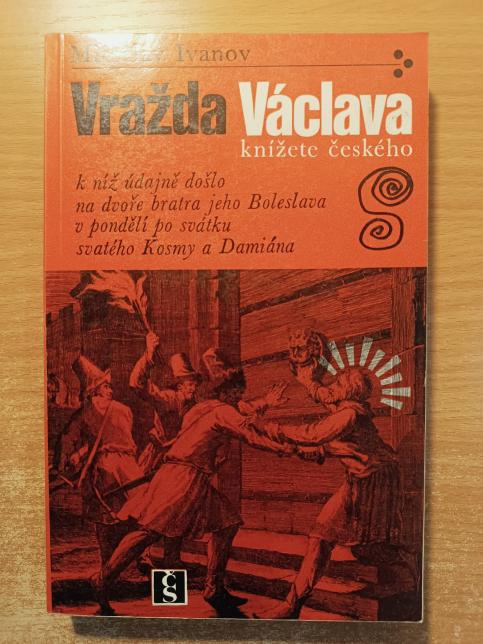 Miroslav Ivanov
Vražda Václava
knížete českého
k níž údajně došlo
na dvoře bratra jeho Boleslava
v pondělí po svátku
svatého Kosmy a Damiána
ČS